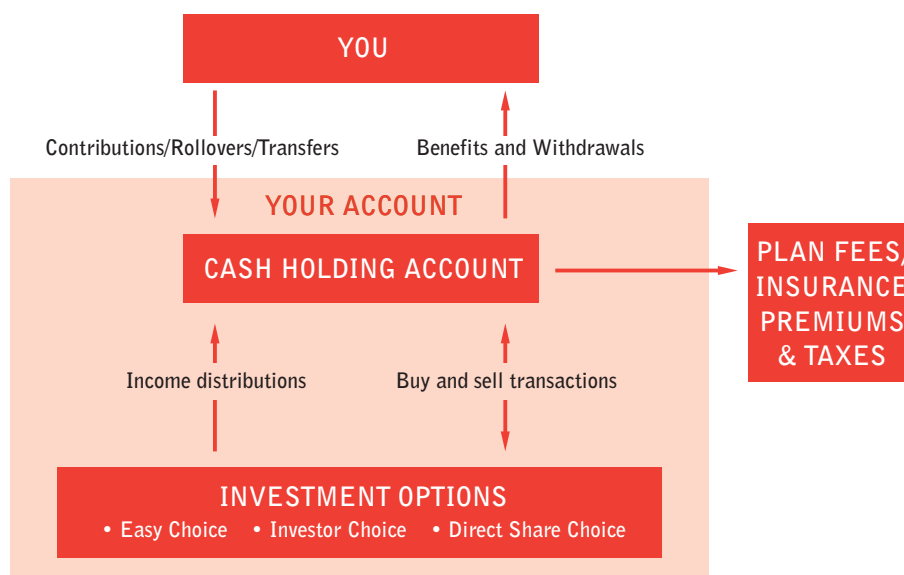 YOU
Contributions/Rollovers/Transfers
Benefits and Withdrawals
YOUR ACCOUNT
CASH HOLDING ACCOUNT
PLAN FEES/
INSURANCE
PREMIUMS
& TAXES
Income distributions
Buy and sell transactions
INVESTMENT OPTIONS
• Easy Choice • Investor Choice • Direct Share Choice